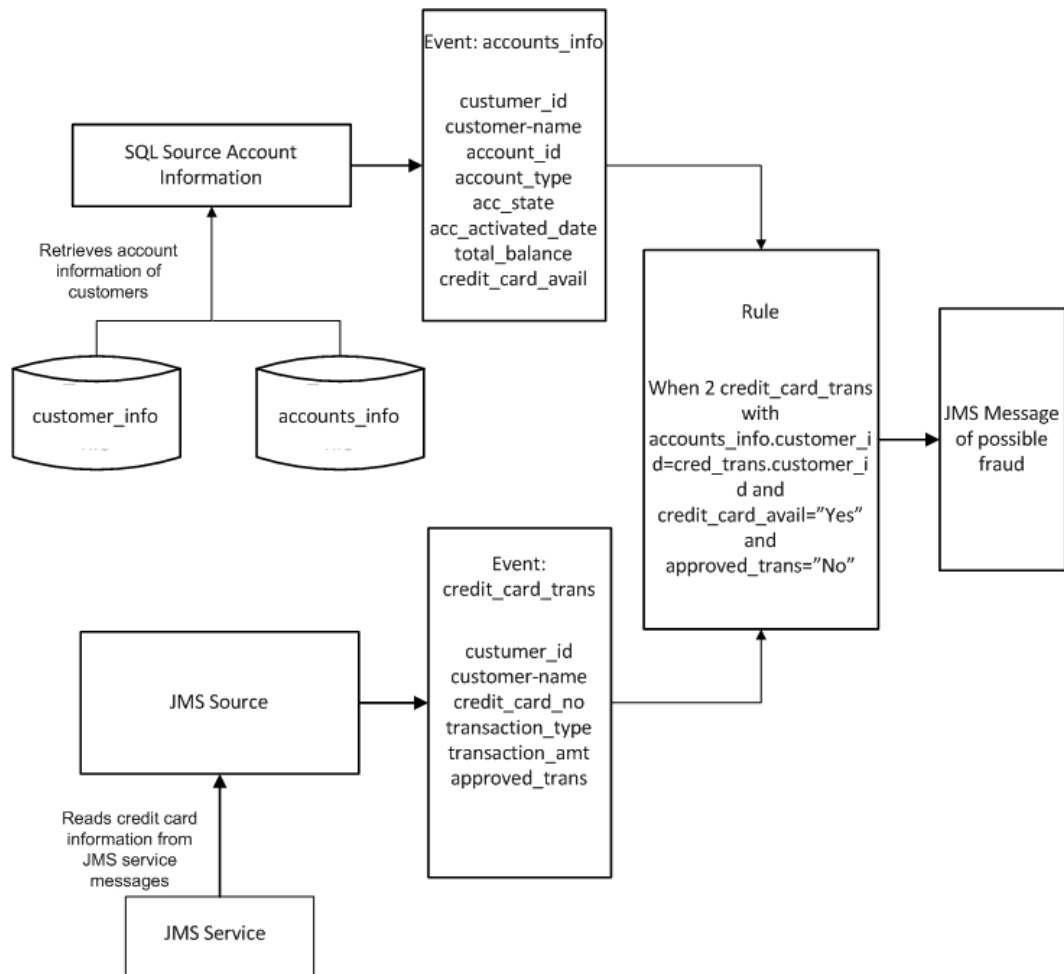 Event: accounts_info
custumer_id
customer-name
account_id
account_type
acc_state
acc_activated_date
total_balance
credit_card_avail
SQL Source Account
Information
Retrieves account
information of
customers
customer_info
accounts_info
Rule
When 2 credit_card_trans
with
accounts_info.customer_i
d=cred_trans.customer_i
d and
credit_card_avail=”Yes”
and
approved_trans=”No”
JMS Message
of possible
fraud
Event:
credit_card_trans
custumer_id
customer-name
credit_card_no
transaction_type
transaction_amt
approved_trans
JMS Source
Reads credit card
information from
JMS service
messages
JMS Service